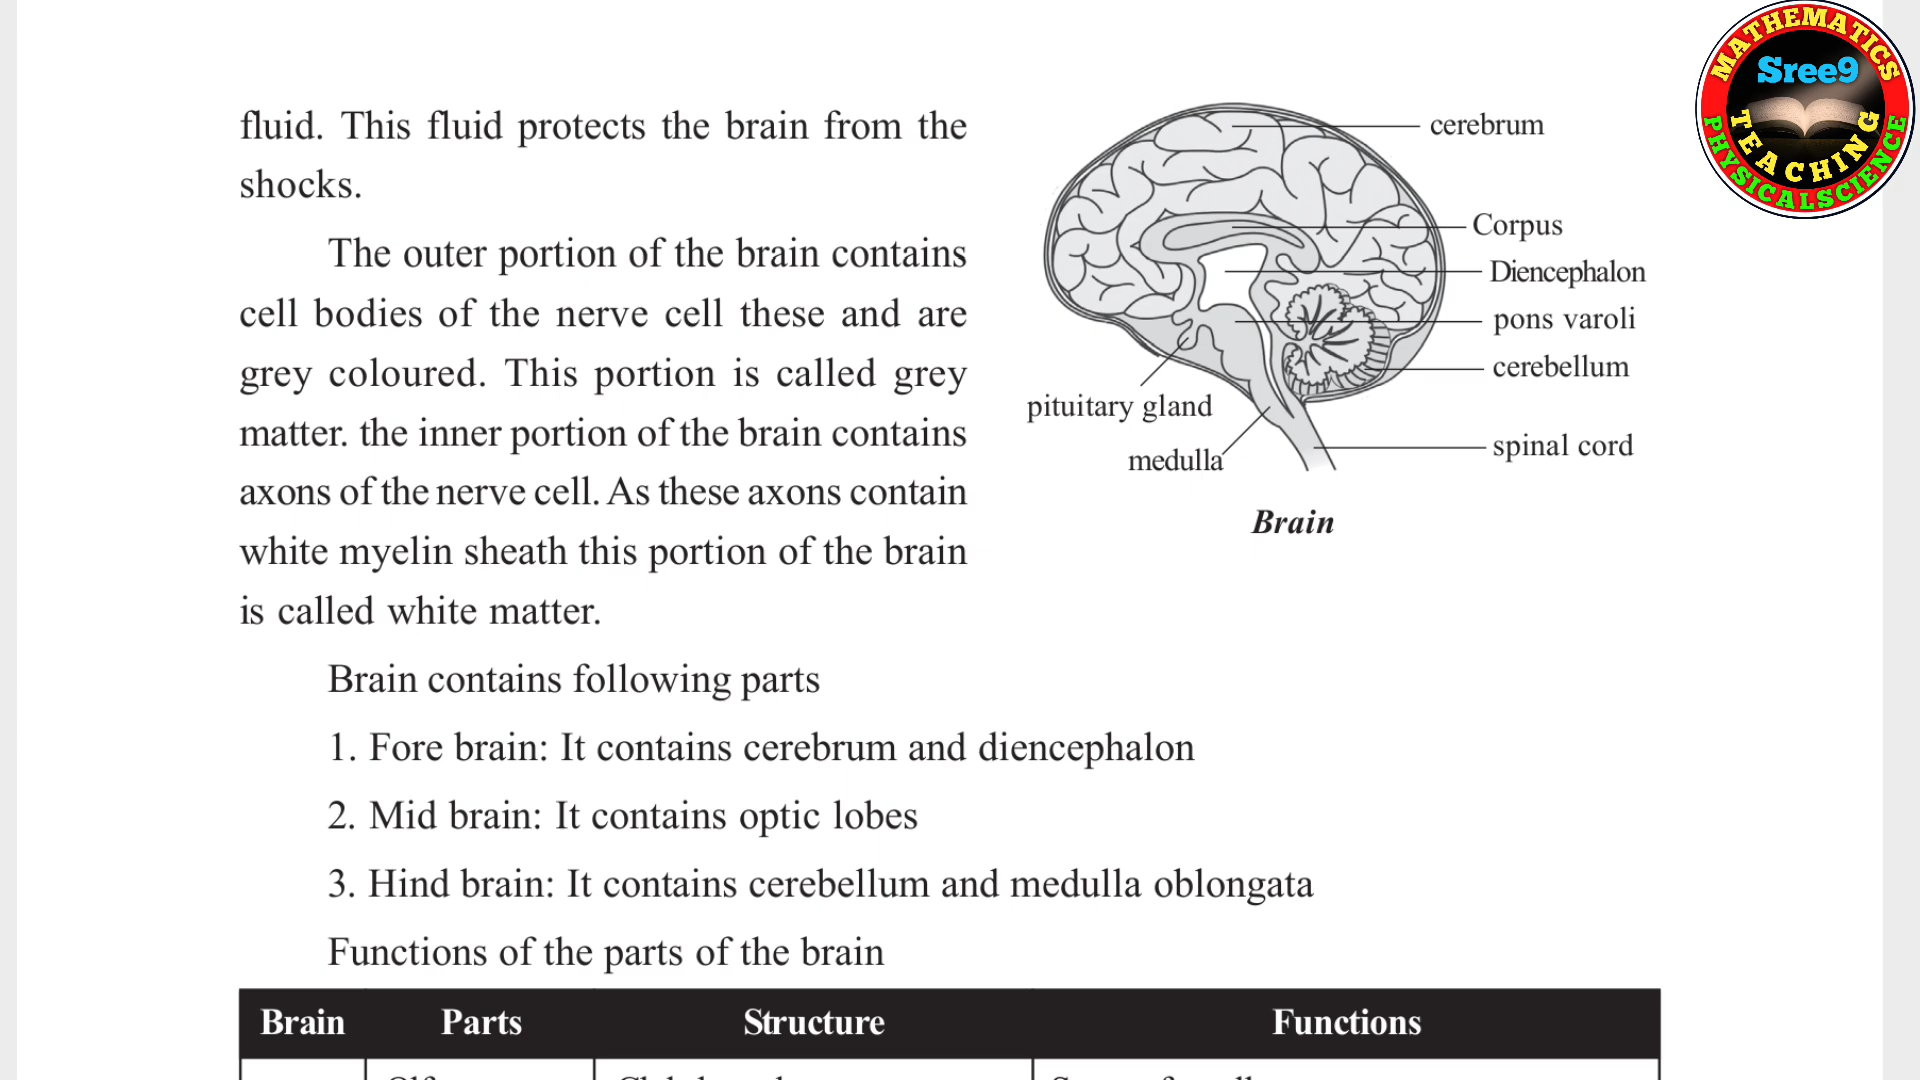 fluid. This fluid protects the brain from the
shocks.
The outer portion of the brain contains
cell bodies of the nerve cell these and are
grey coloured. This portion is called grey
matter. the inner portion of the brain contains
axons of the nerve cell. As these axons contain
white myelin sheath this portion of the brain
is called white matter.
cerebrum
Corpus
Diencephalon
pons varoli
cerebellum
pituitary gland
medulla
spinal cord
Brain
Brain contains following parts
1. Fore brain: It contains cerebrum and diencephalon
2. Mid brain: It contains optic lobes
3. Hind brain: It contains cerebellum and medulla oblongata
Functions of the parts of the brain
Brain Parts Structure Functions
MATHEMATICS
Sree9
TEACHING
PHYSICALSCIENCE